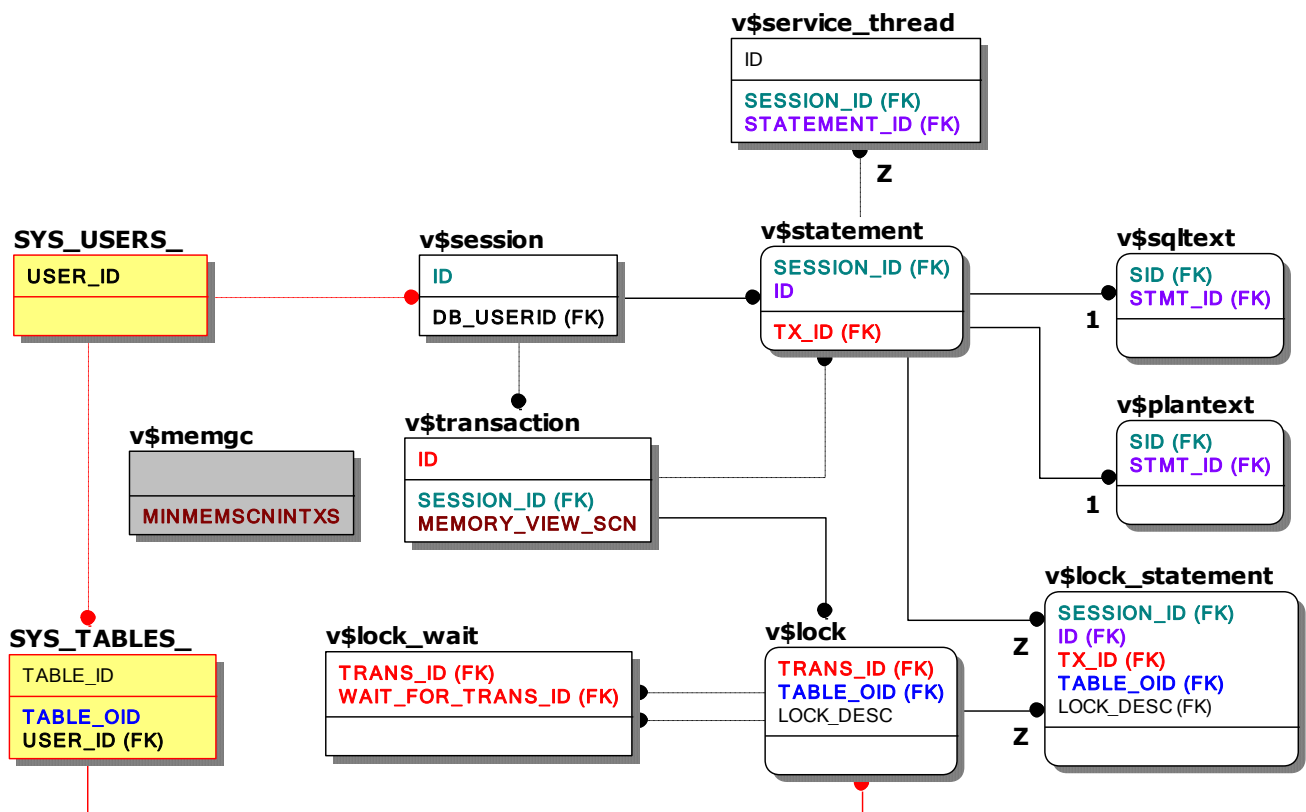 v$service_thread
ID
SESSION_ID (FK)
STATEMENT_ID (FK)
Z
SYS_USERS_
USER_ID
v$session
ID
DB_USERID (FK)
v$statement
SESSION_ID (FK)
ID
TX_ID (FK)
v$sqltext
SID (FK)
STMT_ID (FK)
1
v$memgc
MINMEMSCNINTXS
v$transaction
ID
SESSION_ID (FK)
MEMORY_VIEW_SCN
v$plantext
SID (FK)
STMT_ID (FK)
1
SYS_TABLES_
TABLE_ID
TABLE_OID
USER_ID (FK)
v$lock_wait
TRANS_ID (FK)
WAIT_FOR_TRANS_ID (FK)
v$lock
TRANS_ID (FK)
TABLE_OID (FK)
LOCK_DESC
v$lock_statement
SESSION_ID (FK)
ID (FK)
TX_ID (FK)
TABLE_OID (FK)
LOCK_DESC (FK)
Z
Z